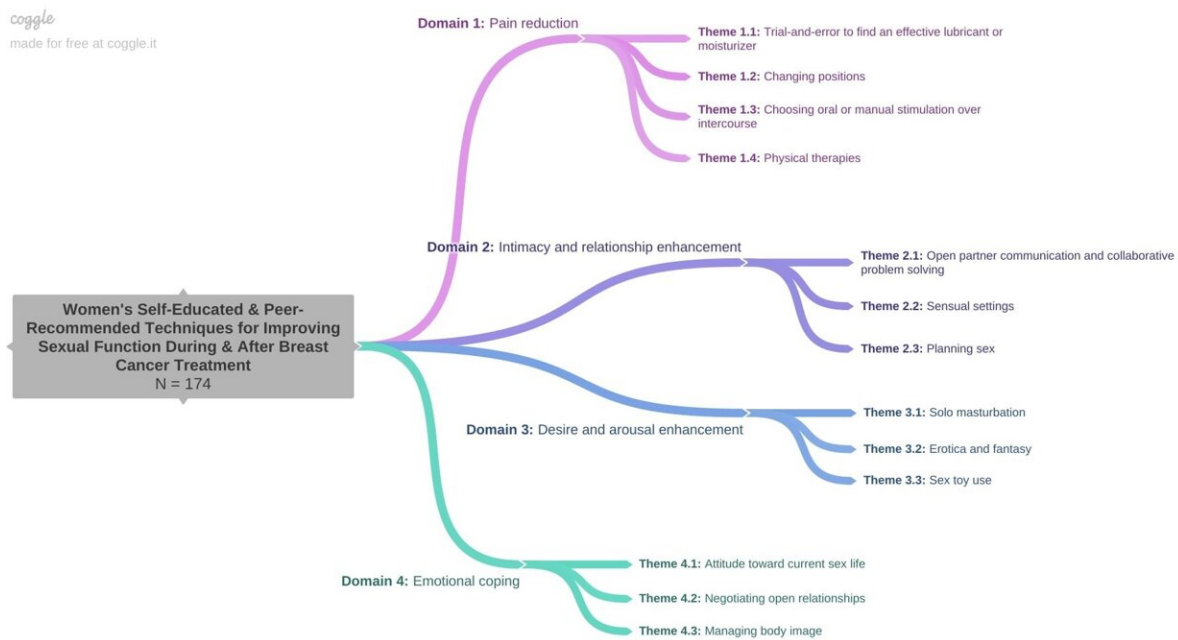 coggle
made for free at coggle.it
Domain 1: Pain reduction
Theme 1.1: Trial-and-error to find an effective lubricant or
moisturizer
Theme 1.2: Changing positions
Theme 1.3: Choosing oral or manual stimulation over
intercourse
Theme 1.4: Physical therapies
Domain 2: Intimacy and relationship enhancement
Theme 2.1: Open partner communication and collaborative
problem solving
Theme 2.2: Sensual settings
Theme 2.3: Planning sex
Women's Self-Educated & Peer-
Recommended Techniques for Improving
Sexual Function During & After Breast
Cancer Treatment
N = 174
Domain 3: Desire and arousal enhancement
Theme 3.1: Solo masturbation
Theme 3.2: Erotica and fantasy
Theme 3.3: Sex toy use
Domain 4: Emotional coping
Theme 4.1: Attitude toward current sex life
Theme 4.2: Negotiating open relationships
Theme 4.3: Managing body image